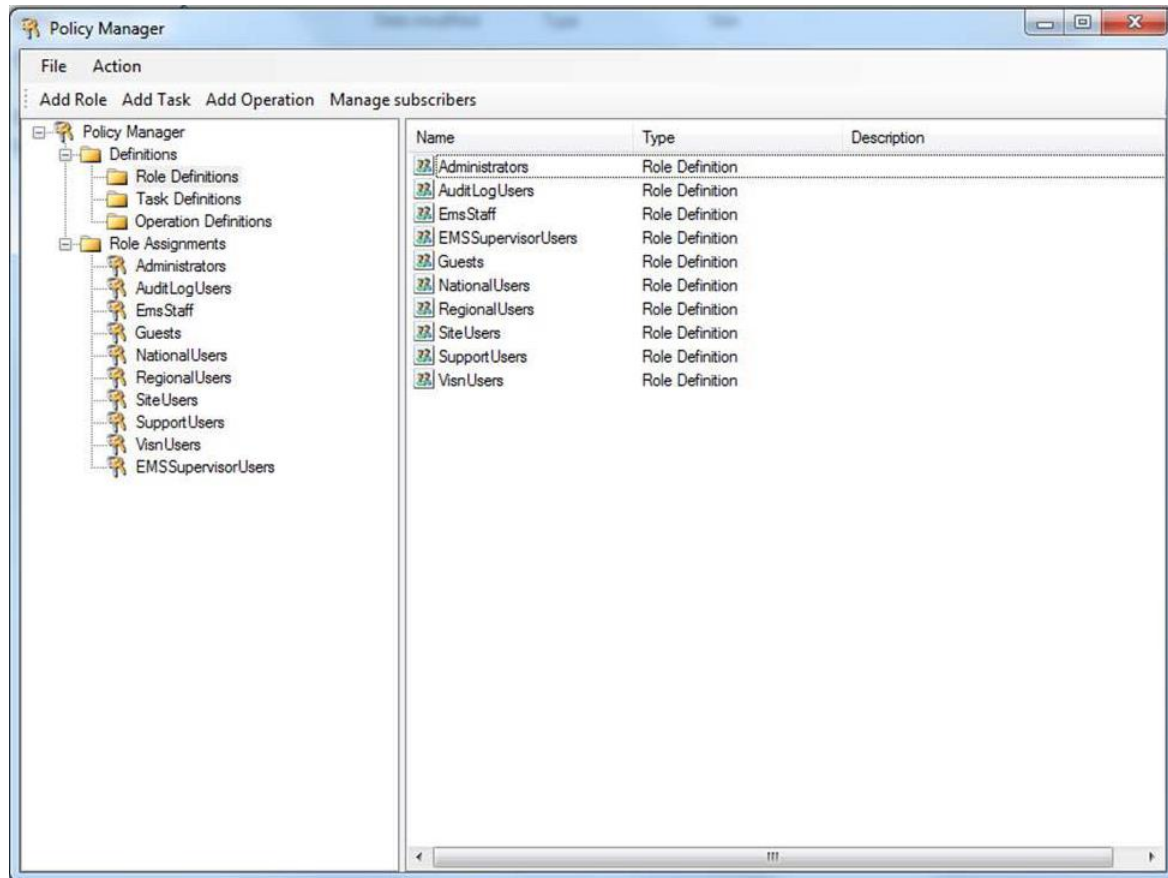 Policy Manager
File Action
Add Role Add Task Add Operation Manage subscribers
Policy Manager
Definitions
Role Definitions
Task Definitions
Operation Definitions
Role Assignments
Administrators
AuditLogUsers
EmsStaff
Guests
NationalUsers
RegionalUsers
SiteUsers
SupportUsers
VisnUsers
EMSSupervisorUsers
Name Type Description
Administrators Role Definition
AuditLogUsers Role Definition
EmsStaff Role Definition
EMSSupervisorUsers Role Definition
Guests Role Definition
NationalUsers Role Definition
RegionalUsers Role Definition
SiteUsers Role Definition
SupportUsers Role Definition
VisnUsers Role Definition